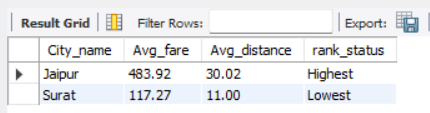 Result Grid Filter Rows: Export:
City_name Avg_fare Avg_distance rank_status
Jaipur 483.92 30.02 Highest
Surat 117.27 11.00 Lowest